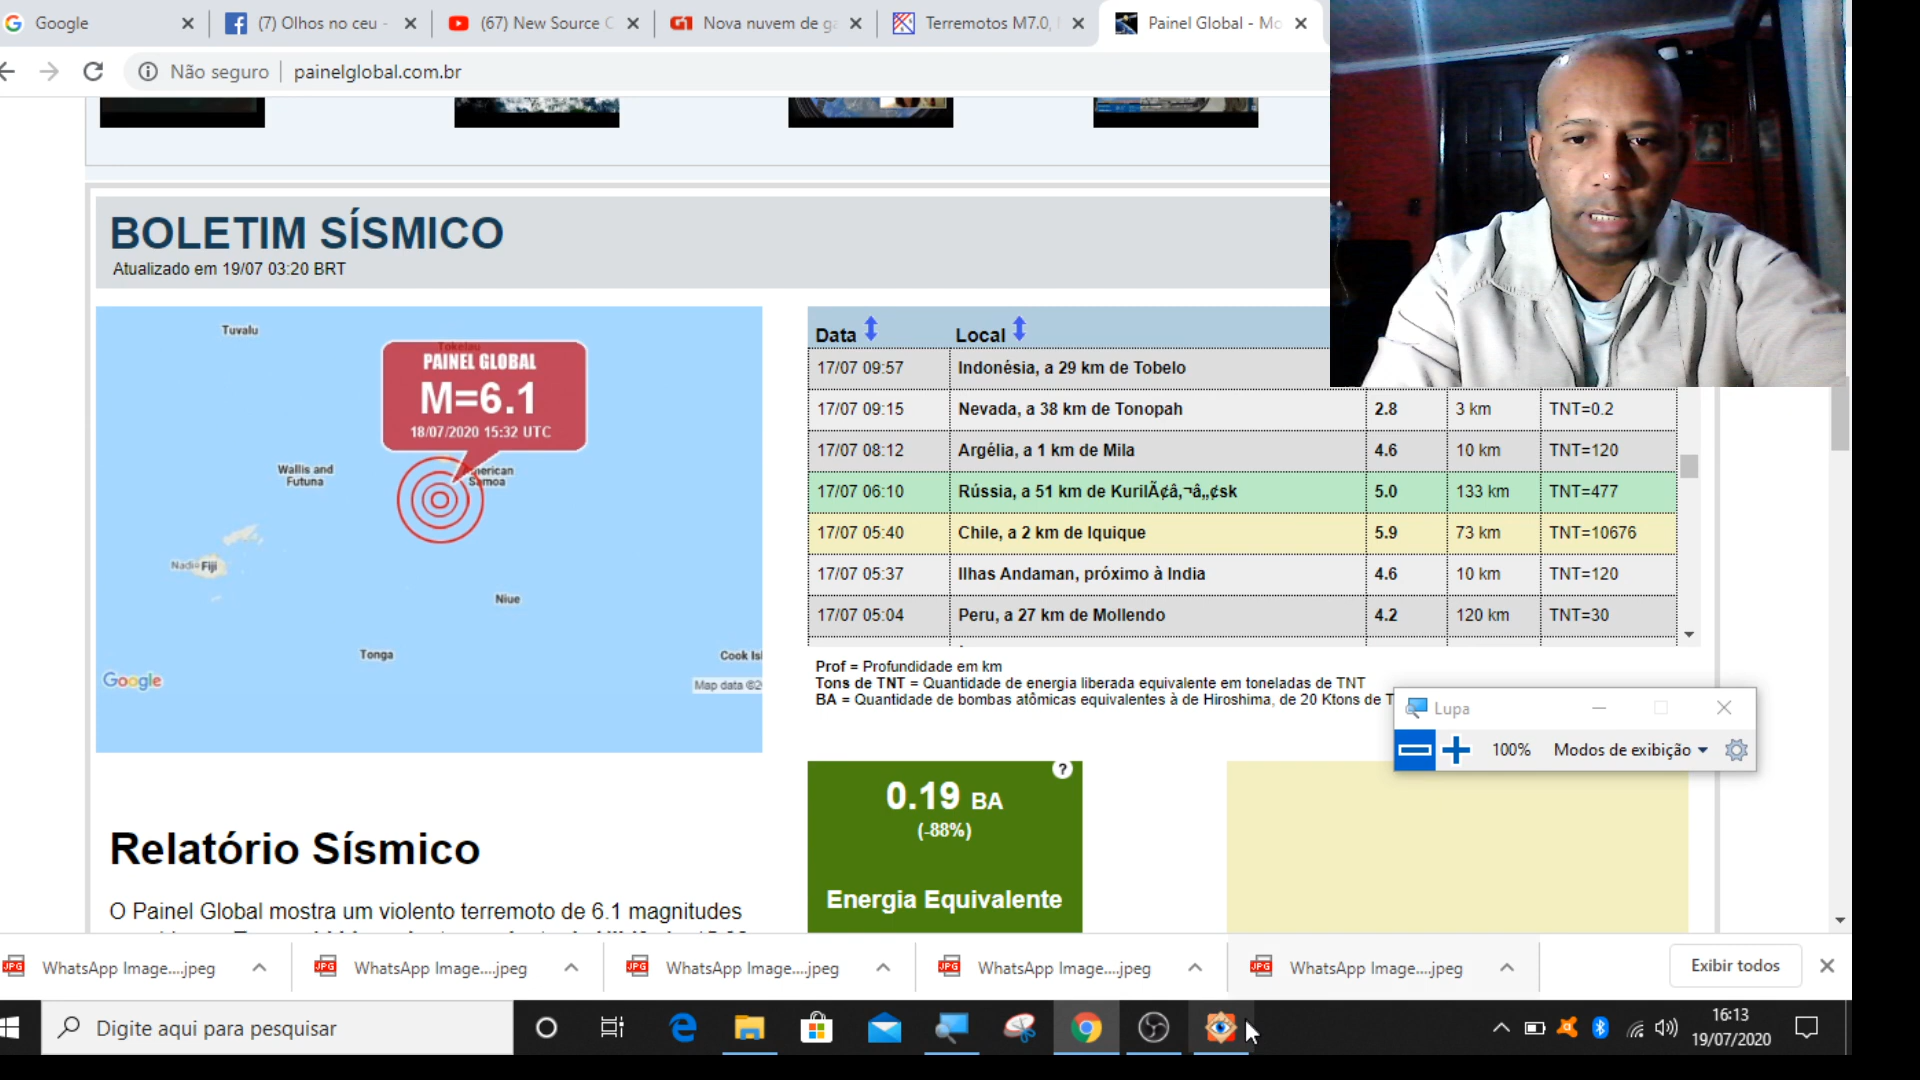 Google
(7) Olhos no ceu -
(67) New Source C
G1 Nova nuvem de ga
Terremotos M7.0,
Painel Global - Mo
Não seguro | painelglobal.com.br
BOLETIM SÍSMICO
Atualizado em 19/07 03:20 BRT
Tuvalu
Tokelau
PAINEL GLOBAL
M=6.1
18/07/2020 15:32 UTC
Wallis and
Futuna
American
Samoa
Nadi Fiji
Niue
Tonga
Cook Isl
Google
Map data ©2
Data Local
17/07 09:57 Indonésia, a 29 km de Tobelo
17/07 09:15 Nevada, a 38 km de Tonopah 2.8 3 km TNT=0.2
17/07 08:12 Argélia, a 1 km de Mila 4.6 10 km TNT=120
17/07 06:10 Rússia, a 51 km de KurilÃ¢â‚¬â„¢sk 5.0 133 km TNT=477
17/07 05:40 Chile, a 2 km de Iquique 5.9 73 km TNT=10676
17/07 05:37 Ilhas Andaman, próximo à India 4.6 10 km TNT=120
17/07 05:04 Peru, a 27 km de Mollendo 4.2 120 km TNT=30
Prof = Profundidade em km
Tons de TNT = Quantidade de energia liberada equivalente em toneladas de TNT
BA = Quantidade de bombas atômicas equivalentes à de Hiroshima, de 20 Ktons de T
Lupa
100% Modos de exibição
?
0.19 BA
(-88%)
Energia Equivalente
Relatório Sísmico
O Painel Global mostra um violento terremoto de 6.1 magnitudes
JPG WhatsApp Image....jpeg
JPG WhatsApp Image....jpeg
JPG WhatsApp Image....jpeg
JPG WhatsApp Image....jpeg
JPG WhatsApp Image....jpeg
Exibir todos
Digite aqui para pesquisar
16:13
19/07/2020